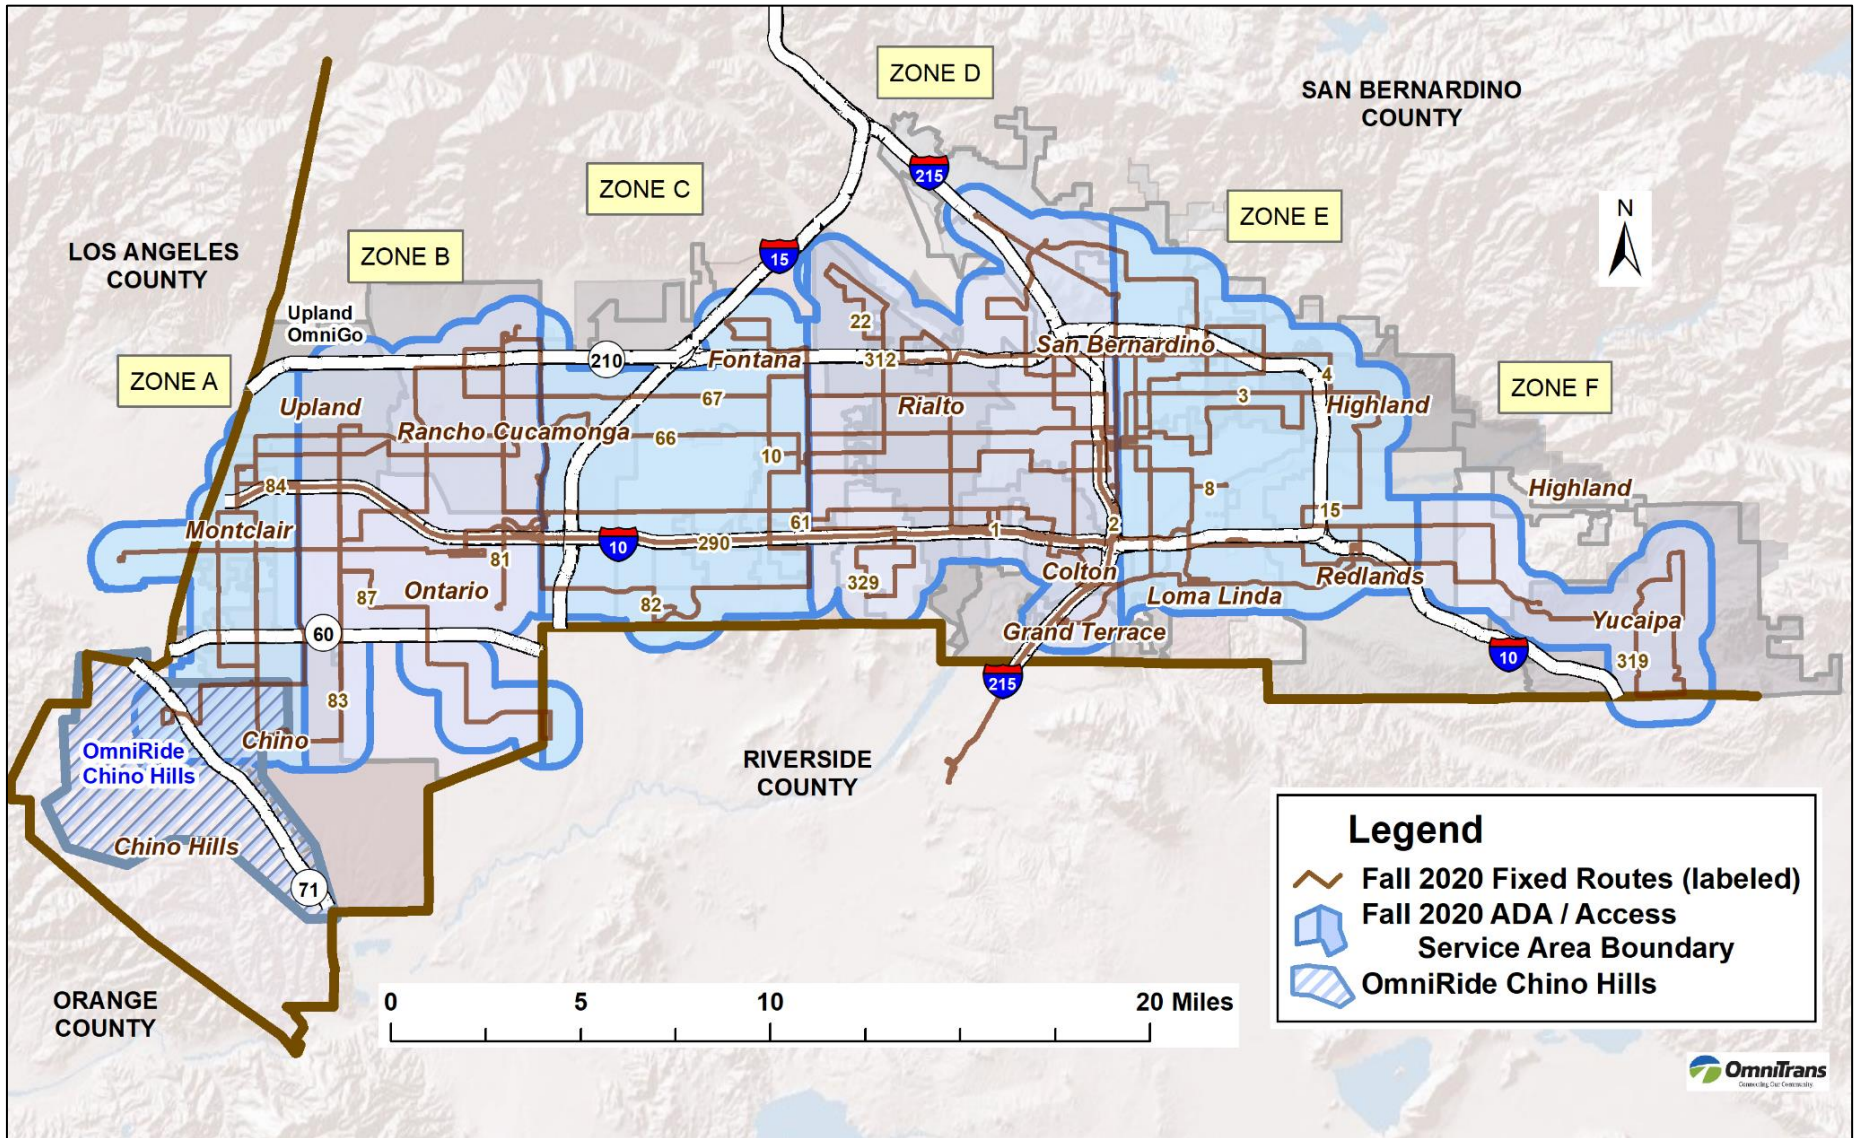 ZONE D
SAN BERNARDINO
COUNTY
215
ZONE C
ZONE E
N
LOS ANGELES
COUNTY
ZONE B
15
Upland
OmniGo
22
210
Fontana
312
San Bernardino
ZONE A
4
ZONE F
67
3
Upland
Rialto
Highland
Rancho Cucamonga
66
10
84
8
Highland
Montclair
61
1
2
15
10
290
81
Colton
329
Redlands
87
Ontario
82
Loma Linda
60
Grand Terrace
Yucaipa
10
319
215
83
Chino
OmniRide
Chino Hills
RIVERSIDE
COUNTY
Chino Hills
71
ORANGE
COUNTY
0 5 10 20 Miles
Legend
Fall 2020 Fixed Routes (labeled)
Fall 2020 ADA / Access
Service Area Boundary
OmniRide Chino Hills
OmniTrans
Connecting Our Community.